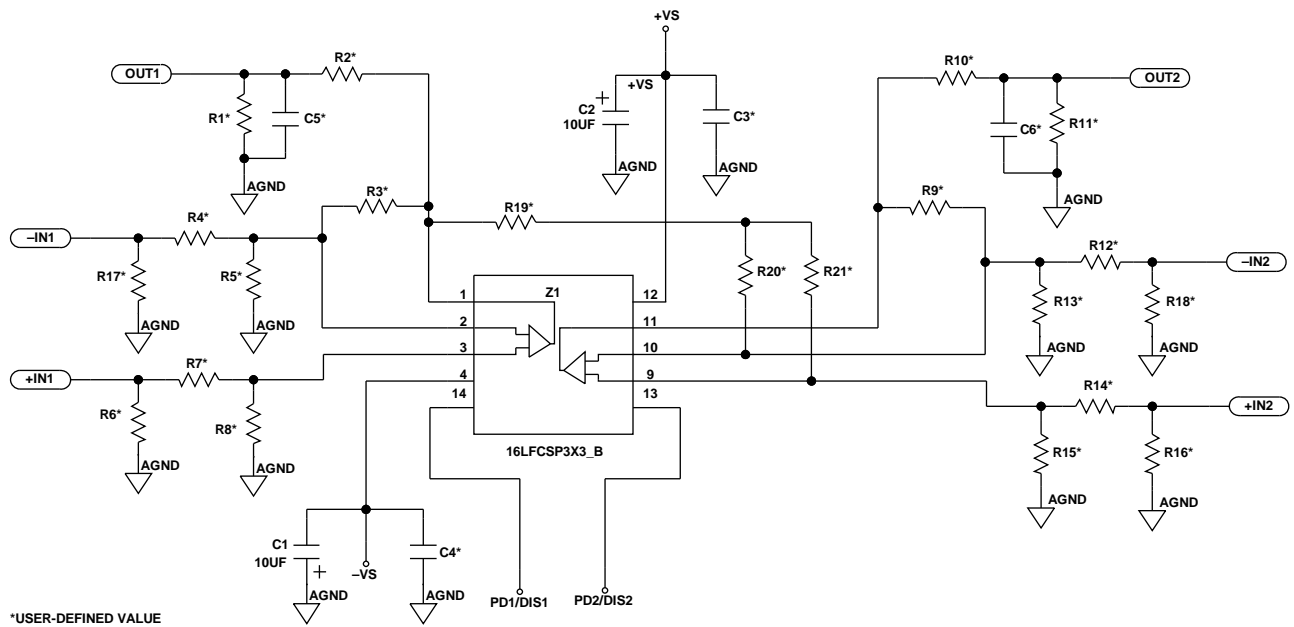 +VS
R2*
OUT1
R10*
OUT2
+VS
R1*
C5*
C2
10UF
C3*
C6*
R11*
AGND
AGND
AGND
AGND
R3*
R9*
R4*
R19*
–IN1
R12*
–IN2
R17*
R5*
R20*
R21*
R13*
R18*
1
Z1
12
AGND
AGND
2
11
3
10
AGND
AGND
R7*
+IN1
4
9
R14*
14
13
+IN2
R6*
R8*
16LFCSP3X3_B
R15*
R16*
AGND
AGND
AGND
AGND
C1
10UF
C4*
–VS
AGND
AGND
PD1/DIS1
PD2/DIS2
*USER-DEFINED VALUE